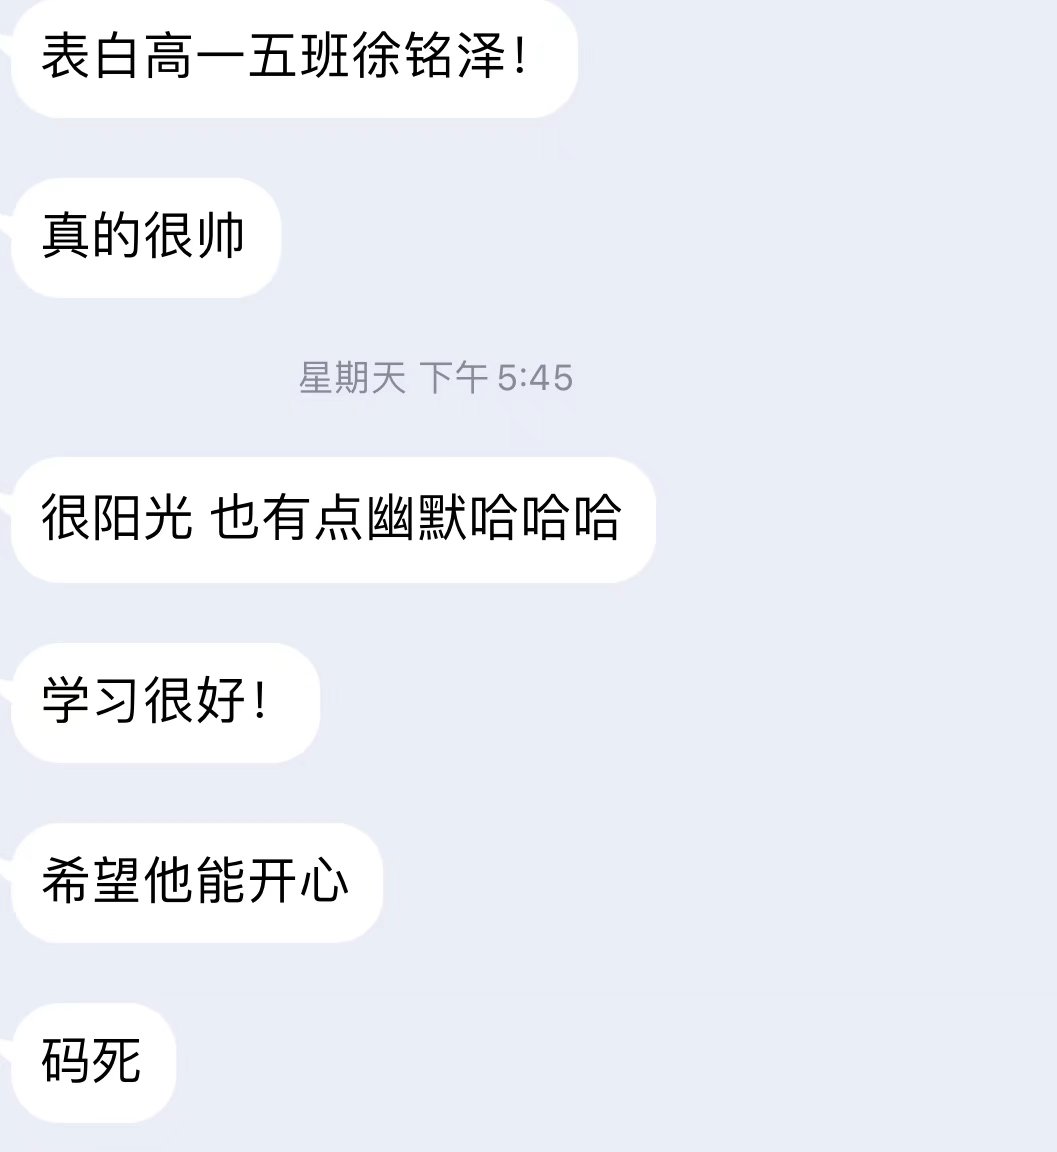 表白高一五班徐铭泽！
真的很帅
星期天 下午 5:45
很阳光 也有点幽默哈哈哈
学习很好！
希望他能开心
码死